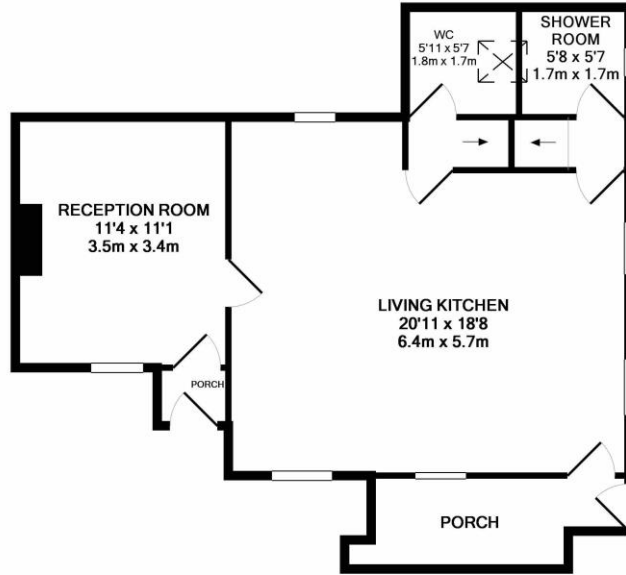 WC
5'11 x 5'7
1.8m x 1.7m
SHOWER
ROOM
5'8 x 5'7
1.7m x 1.7m
RECEPTION ROOM
11'4 x 11'1
3.5m x 3.4m
LIVING KITCHEN
20'11 x 18'8
6.4m x 5.7m
PORCH
PORCH